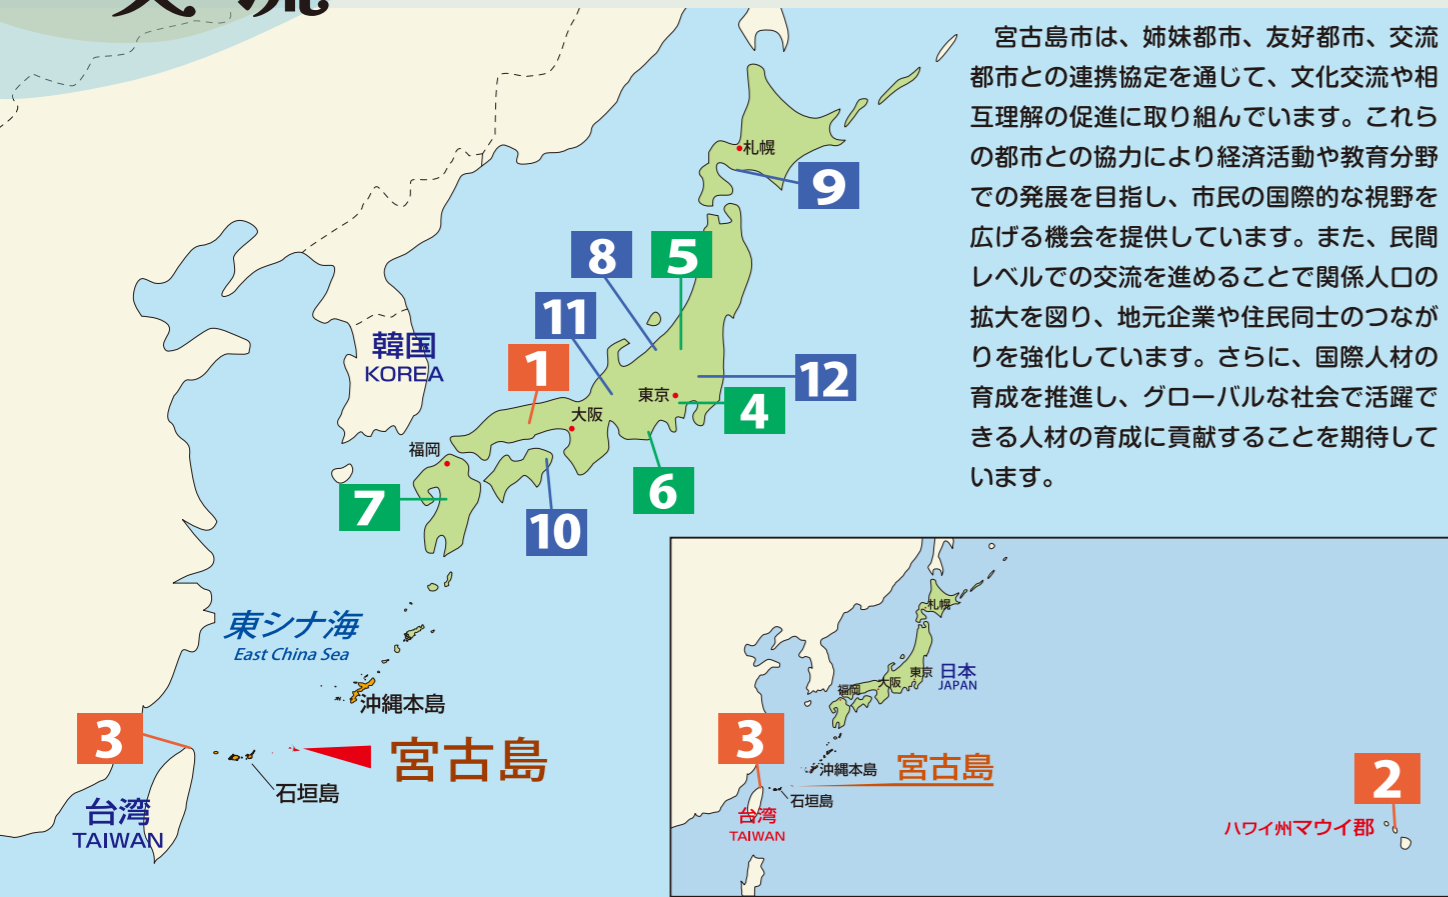 交流
宮古島市は、姉妹都市、友好都市、交流
都市との連携協定を通じて、文化交流や相
互理解の促進に取り組んでいます。これら
の都市との協力により経済活動や教育分野
での発展を目指し、市民の国際的な視野を
広げる機会を提供しています。また、民間
レベルでの交流を進めることで関係人口の
拡大を図り、地元企業や住民同士のつなが
りを強化しています。さらに、国際人材の
育成を推進し、グローバルな社会で活躍で
きる人材の育成に貢献することを期待して
います。
札幌
9
8
5
11
韓国
KOREA
1
12
東京
大阪
4
福岡
6
7
10
東シナ海
East China Sea
沖縄本島
3
宮古島
石垣島
台湾
TAIWAN
札幌
東京
日本
JAPAN
大阪
福岡
3
沖縄本島
宮古島
石垣島
台湾
TAIWAN
2
ハワイ州マウイ郡